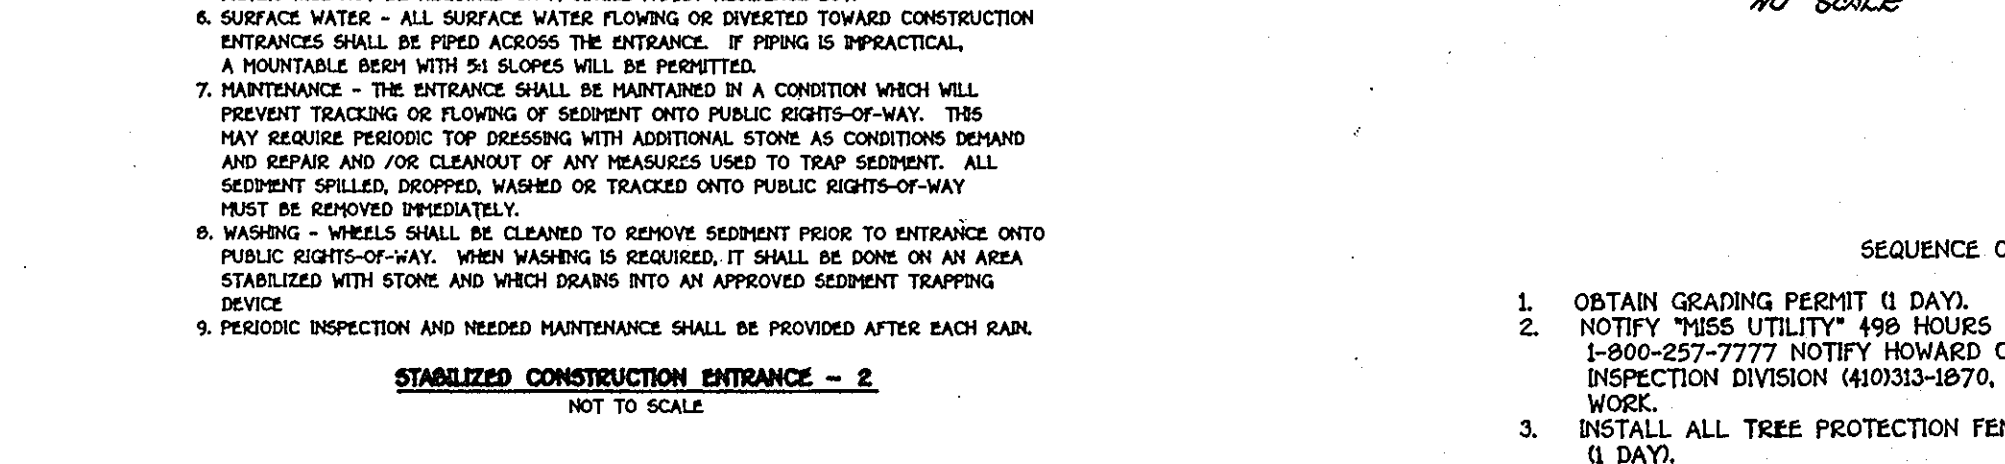 6. SURFACE WATER - ALL SURFACE WATER FLOWING OR DIVERTED TOWARD CONSTRUCTION
ENTRANCES SHALL BE PIPED ACROSS THE ENTRANCE. IF PIPING IS IMPRACTICAL,
A MOUNTABLE BERM WITH 5:1 SLOPES WILL BE PERMITTED.
7. MAINTENANCE - THE ENTRANCE SHALL BE MAINTAINED IN A CONDITION WHICH WILL
PREVENT TRACKING OR FLOWING OF SEDIMENT ONTO PUBLIC RIGHTS-OF-WAY. THIS
MAY REQUIRE PERIODIC TOP DRESSING WITH ADDITIONAL STONE AS CONDITIONS DEMAND
AND REPAIR AND /OR CLEANOUT OF ANY MEASURES USED TO TRAP SEDIMENT. ALL
SEDIMENT SPILLED, DROPPED, WASHED OR TRACKED ONTO PUBLIC RIGHTS-OF-WAY
MUST BE REMOVED IMMEDIATELY.
8. WASHING - WHEELS SHALL BE CLEANED TO REMOVE SEDIMENT PRIOR TO ENTRANCE ONTO
PUBLIC RIGHTS-OF-WAY. WHEN WASHING IS REQUIRED, IT SHALL BE DONE ON AN AREA
STABILIZED WITH STONE AND WHICH DRAINS INTO AN APPROVED SEDIMENT TRAPPING
DEVICE
9. PERIODIC INSPECTION AND NEEDED MAINTENANCE SHALL BE PROVIDED AFTER EACH RAIN.
STABILIZED CONSTRUCTION ENTRANCE - 2
NOT TO SCALE
NO SCALE
SEQUENCE
1. OBTAIN GRADING PERMIT (1 DAY).
2. NOTIFY "MISS UTILITY" 498 HOURS
1-800-257-7777 NOTIFY HOWARD
INSPECTION DIVISION (410)313-1870,
WORK.
3. INSTALL ALL TREE PROTECTION
(1 DAY).